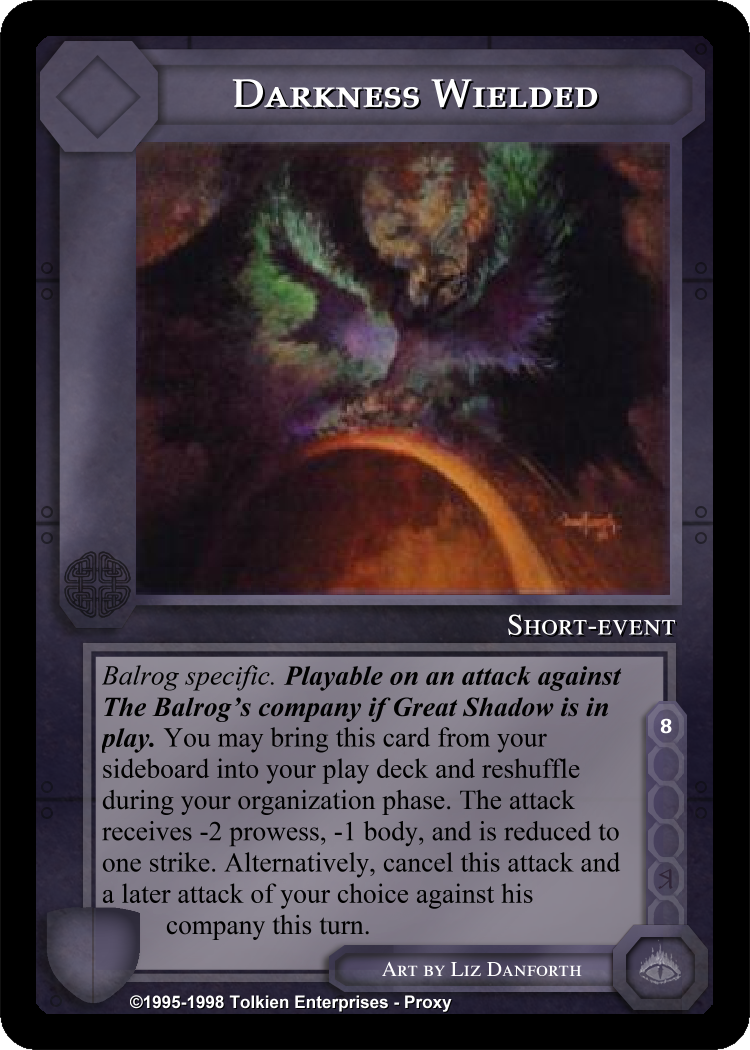 Darkness Wielded
Short-event
Balrog specific. Playable on an attack against
The Balrog's company if Great Shadow is in
play. You may bring this card from your
sideboard into your play deck and reshuffle
during your organization phase. The attack
receives -2 prowess, -1 body, and is reduced to
one strike. Alternatively, cancel this attack and
a later attack of your choice against his
company this turn.
8
Art by Liz Danforth
©1995-1998 Tolkien Enterprises - Proxy